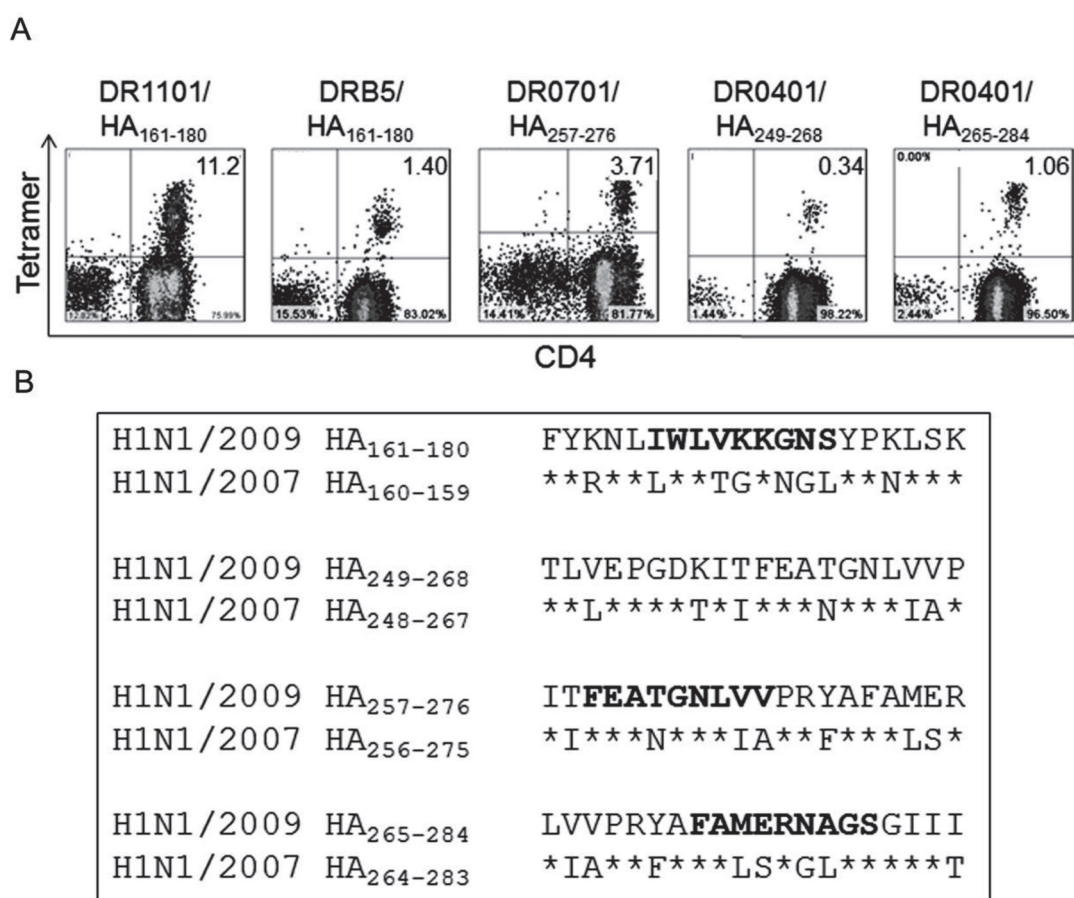 A
DR1101/ DRB5/ DR0701/ DR0401/ DR0401/
HA161-180 HA161-180 HA257-276 HA249-268 HA265-284
Tetramer
11.2 1.40 3.71 0.34 0.00% 1.06
75.99% 15.53% 83.02% 14.41% 81.77% 1.44% 98.22% 2.44% 96.50%
CD4
B
H1N1/2009 HA161-180 FYKNLIWLVKKGNSYPKLSK
H1N1/2007 HA160-159 **R**L**TG*NGL**N***
H1N1/2009 HA249-268 TLVEPGDKITFEATGNLVVP
H1N1/2007 HA248-267 **L****T*I***N***IA*
H1N1/2009 HA257-276 ITFEATGNLVVPRYAFAMER
H1N1/2007 HA256-275 *I***N***IA**F***LS*
H1N1/2009 HA265-284 LVVPRYAFAMERNAGSGIII
H1N1/2007 HA264-283 *IA**F***LS*GL*****T